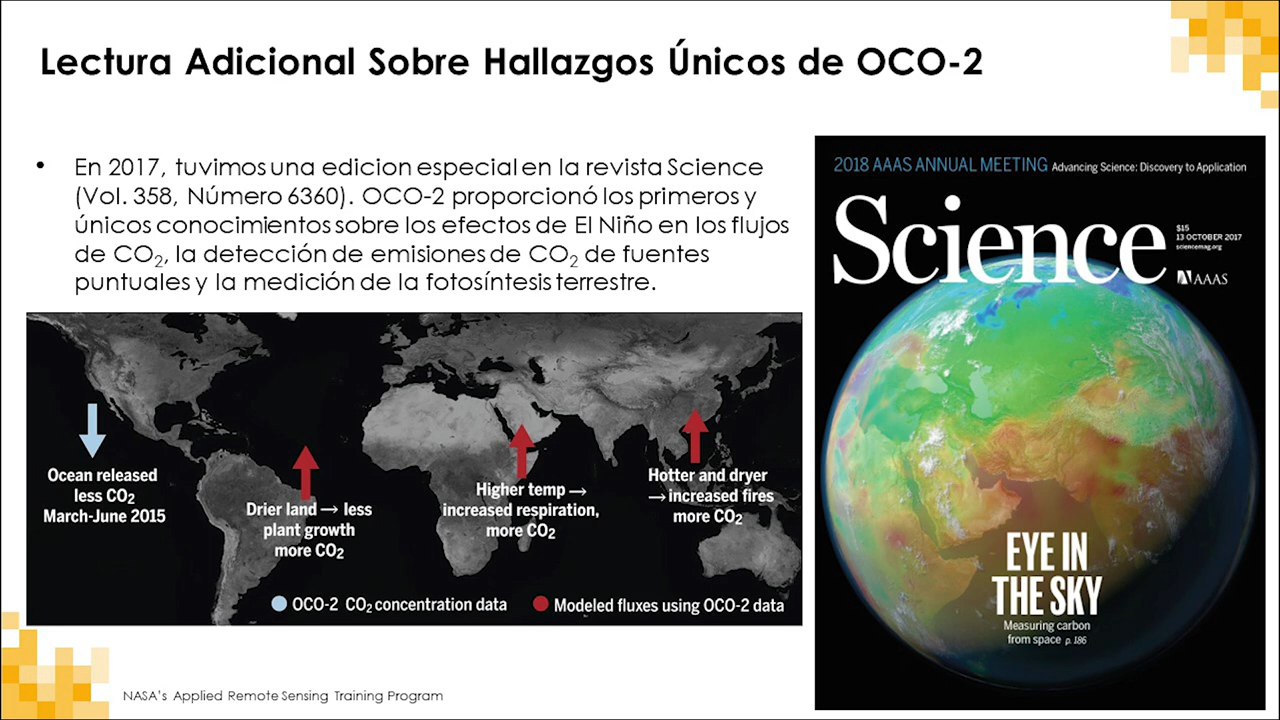 Lectura Adicional Sobre Hallazgos Únicos de OCO-2
• En 2017, tuvimos una edicion especial en la revista Science
(Vol. 358, Número 6360). OCO-2 proporcionó los primeros y
únicos conocimientos sobre los efectos de El Niño en los flujos
de CO₂, la detección de emisiones de CO₂ de fuentes
puntuales y la medición de la fotosíntesis terrestre.
Ocean released
less CO₂
March-June 2015
Drier land → less
plant growth
more CO₂
Higher temp →
increased respiration,
more CO₂
Hotter and dryer
→ increased fires
more CO₂
OCO-2 CO₂ concentration data
Modeled fluxes using OCO-2 data
2018 AAAS ANNUAL MEETING Advancing Science: Discovery to Application
Science
$15
13 OCTOBER 2017
sciencemag.org
AAAS
EYE IN
THE SKY
Measuring carbon
from space p. 186
NASA's Applied Remote Sensing Training Program